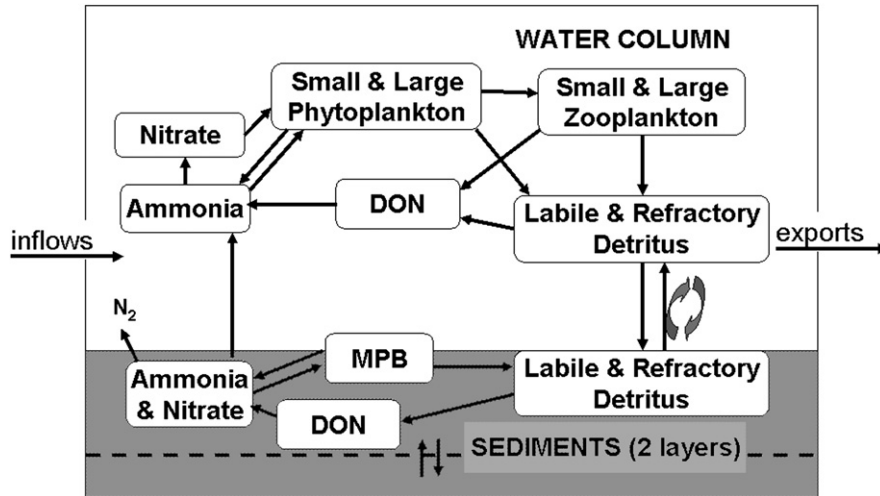 WATER COLUMN
Small & Large
Phytoplankton
Small & Large
Zooplankton
Nitrate
Ammonia
DON
Labile & Refractory
Detritus
inflows
exports
N₂
MPB
Ammonia
& Nitrate
Labile & Refractory
Detritus
DON
SEDIMENTS (2 layers)